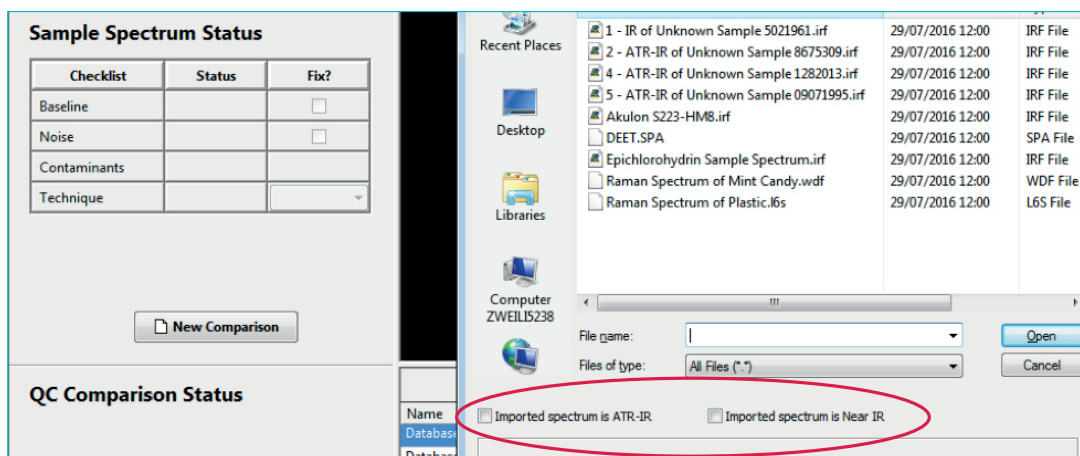 Sample Spectrum Status
Checklist Status Fix?
Baseline
Noise
Contaminants
Technique
New Comparison
QC Comparison Status
Name
Database
Recent Places
Desktop
Libraries
Computer
ZWEILI5238
1 - IR of Unknown Sample 5021961.irf 29/07/2016 12:00 IRF File
2 - ATR-IR of Unknown Sample 8675309.irf 29/07/2016 12:00 IRF File
4 - ATR-IR of Unknown Sample 1282013.irf 29/07/2016 12:00 IRF File
5 - ATR-IR of Unknown Sample 09071995.irf 29/07/2016 12:00 IRF File
Akulon S223-HM8.irf 29/07/2016 12:00 IRF File
DEET.SPA 29/07/2016 12:00 SPA File
Epichlorohydrin Sample Spectrum.irf 29/07/2016 12:00 IRF File
Raman Spectrum of Mint Candy.wdf 29/07/2016 12:00 WDF File
Raman Spectrum of Plastic.l6s 29/07/2016 12:00 L6S File
File name: Open
Files of type: All Files (*.*) Cancel
Imported spectrum is ATR-IR Imported spectrum is Near IR